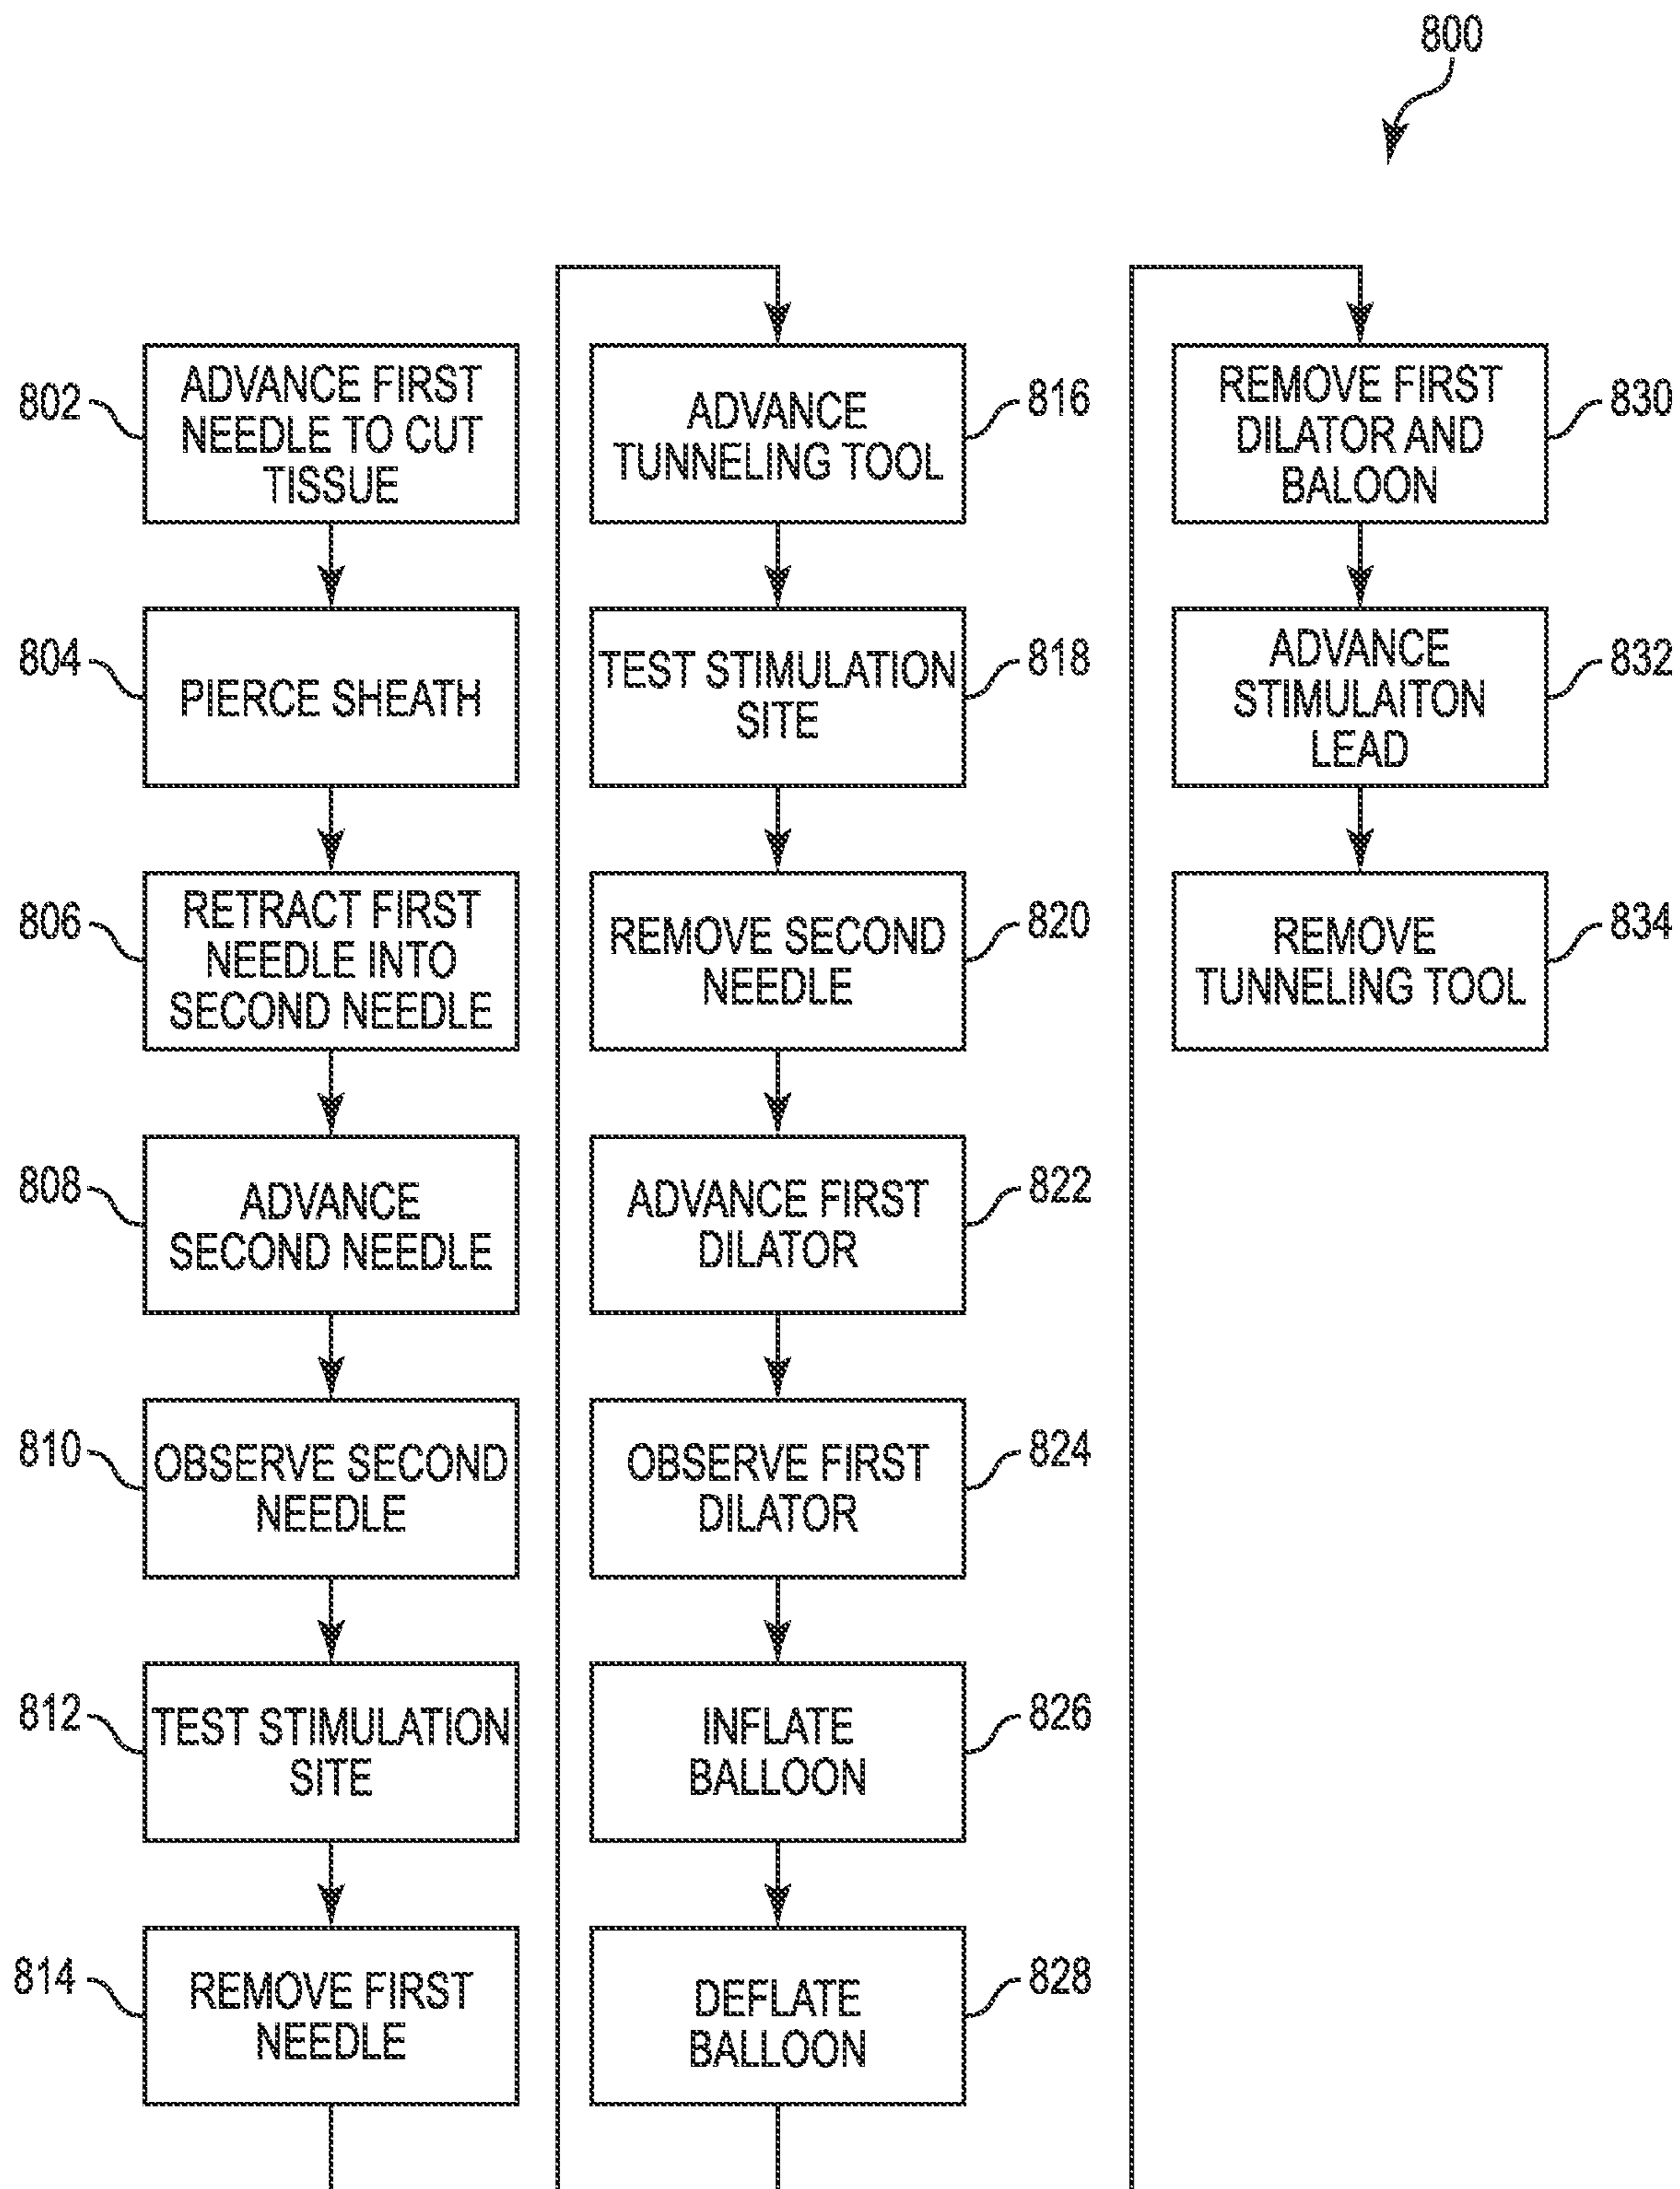 800
802
ADVANCE FIRST
NEEDLE TO CUT
TISSUE
804
PIERCE SHEATH
806
RETRACT FIRST
NEEDLE INTO
SECOND NEEDLE
808
ADVANCE
SECOND NEEDLE
810
OBSERVE SECOND
NEEDLE
812
TEST STIMULATION
SITE
814
REMOVE FIRST
NEEDLE
816
ADVANCE
TUNNELING TOOL
818
TEST STIMULATION
SITE
820
REMOVE SECOND
NEEDLE
822
ADVANCE FIRST
DILATOR
824
OBSERVE FIRST
DILATOR
826
INFLATE
BALLOON
828
DEFLATE
BALLOON
830
REMOVE FIRST
DILATOR AND
BALOON
832
ADVANCE
STIMULAITON
LEAD
834
REMOVE
TUNNELING TOOL